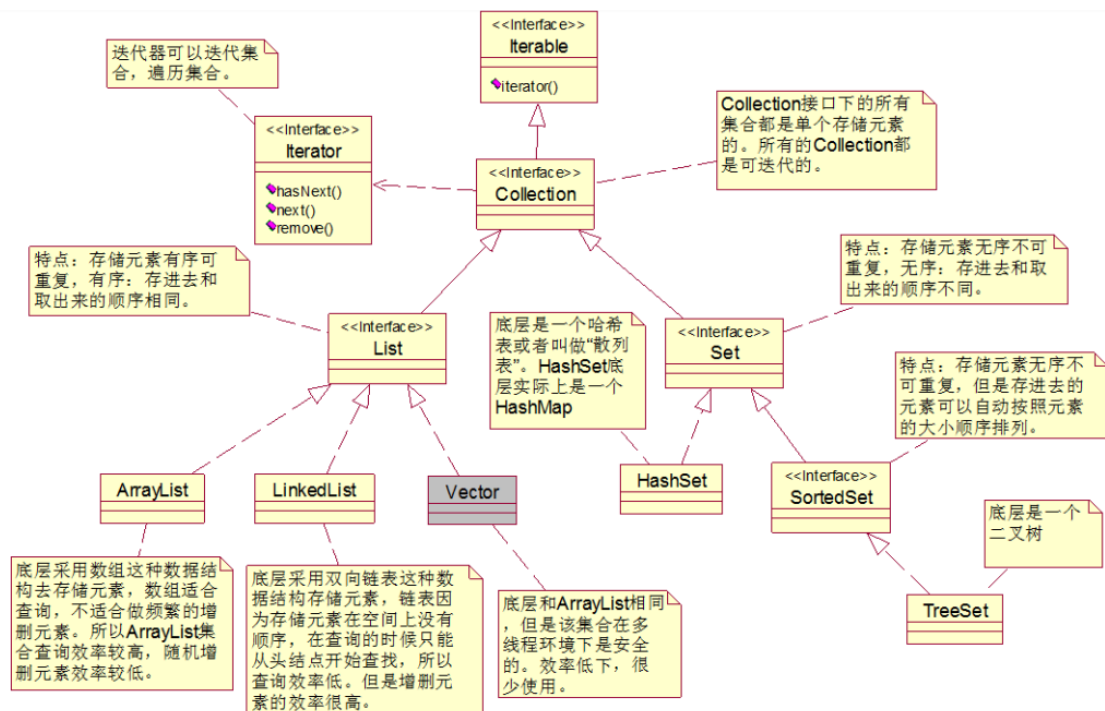 <<Interface>>
Iterable
iterator()
迭代器可以迭代集
合，遍历集合。
<<Interface>>
Iterator
hasNext()
next()
remove()
Collection接口下的所有
集合都是单个存储元素
的。所有的Collection都
是可迭代的。
<<Interface>>
Collection
特点：存储元素有序可
重复，有序：存进去和
取出来的顺序相同。
特点：存储元素无序不可
重复，无序：存进去和取
出来的顺序不同。
<<Interface>>
List
底层是一个哈希
表或者叫做“散列
表”。HashSet底
层实际上是一个
HashMap
<<Interface>>
Set
特点：存储元素无序不
可重复，但是存进去的
元素可以自动按照元素
的大小顺序排列。
ArrayList
LinkedList
Vector
HashSet
<<Interface>>
SortedSet
底层是一个
二叉树
TreeSet
底层采用数组这种数据结
构去存储元素，数组适合
查询，不适合做频繁的增
删元素。所以ArrayList集
合查询效率较高，随机增
删元素效率较低。
底层采用双向链表这种数
据结构存储元素，链表因
为存储元素在空间上没有
顺序，在查询的时候只能
从头结点开始查找，所以
查询效率低。但是增删元
素的效率很高。
底层和ArrayList相同
，但是该集合在多
线程环境下是安全
的。效率低下，很
少使用。